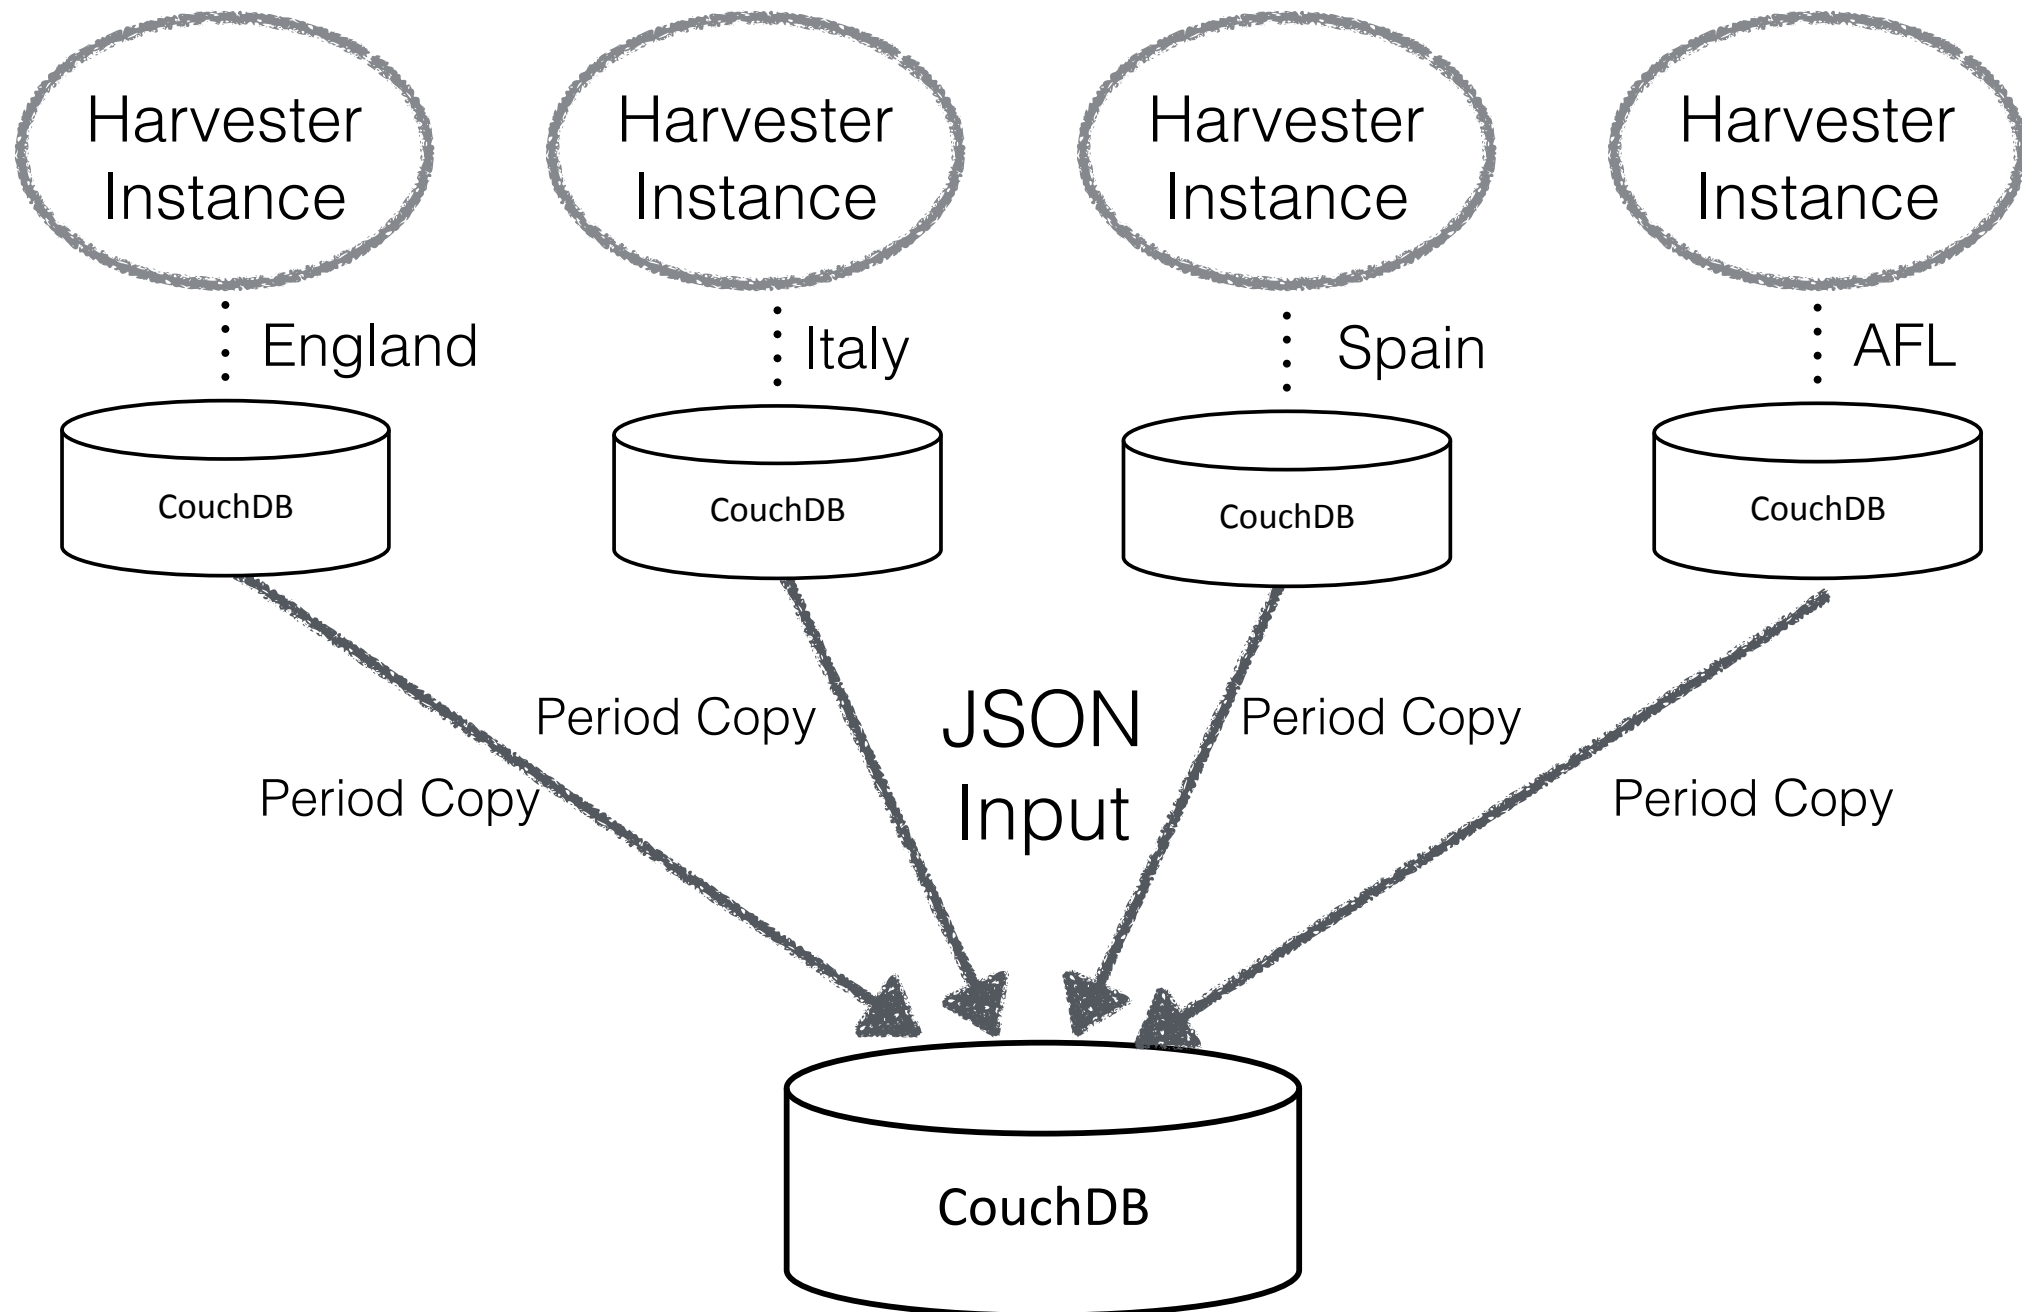 Harvester
Instance
Harvester
Instance
Harvester
Instance
Harvester
Instance
England
Italy
Spain
AFL
CouchDB
CouchDB
CouchDB
CouchDB
Period Copy
Period Copy
JSON
Input
Period Copy
Period Copy
CouchDB